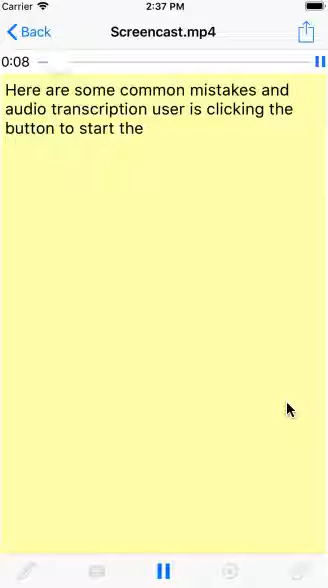 Carrier 2:37 PM
Back Screencast.mp4
0:08
Here are some common mistakes and
audio transcription user is clicking the
button to start the